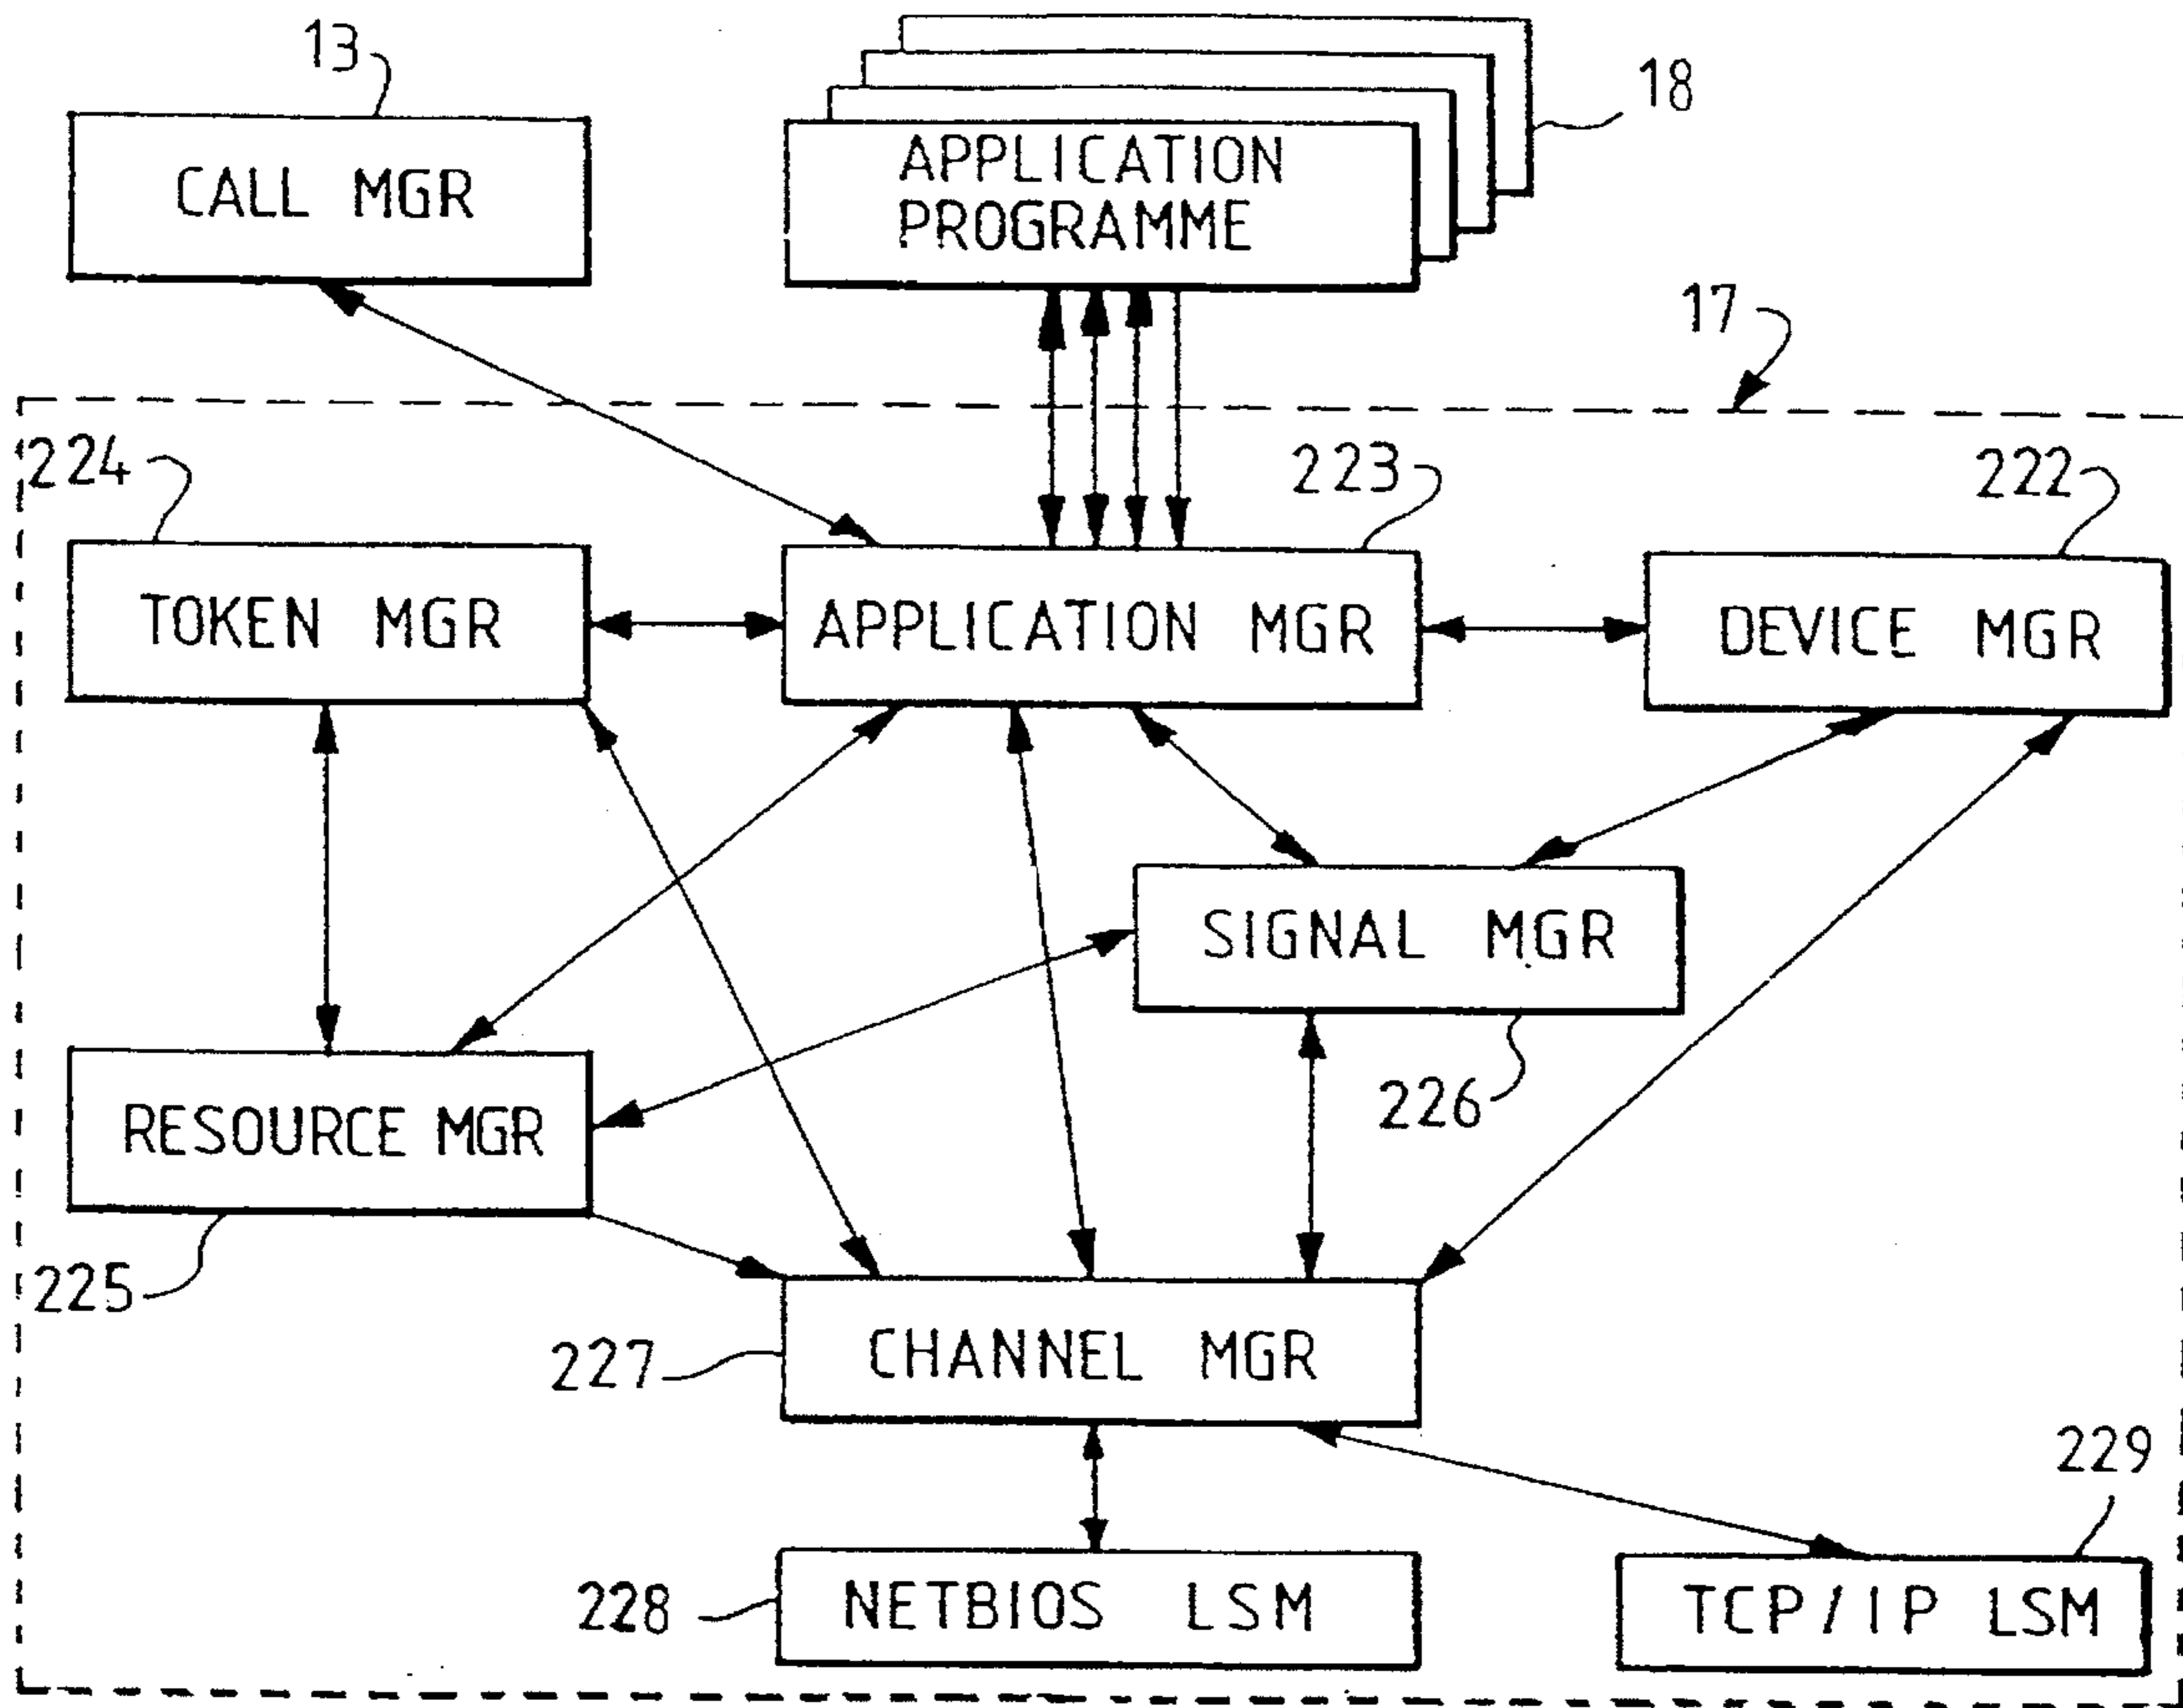 13
18
CALL MGR
APPLICATION
PROGRAMME
17
224
223
222
TOKEN MGR
APPLICATION MGR
DEVICE MGR
SIGNAL MGR
226
RESOURCE MGR
225
227
CHANNEL MGR
229
228
NETBIOS LSM
TCP/IP LSM